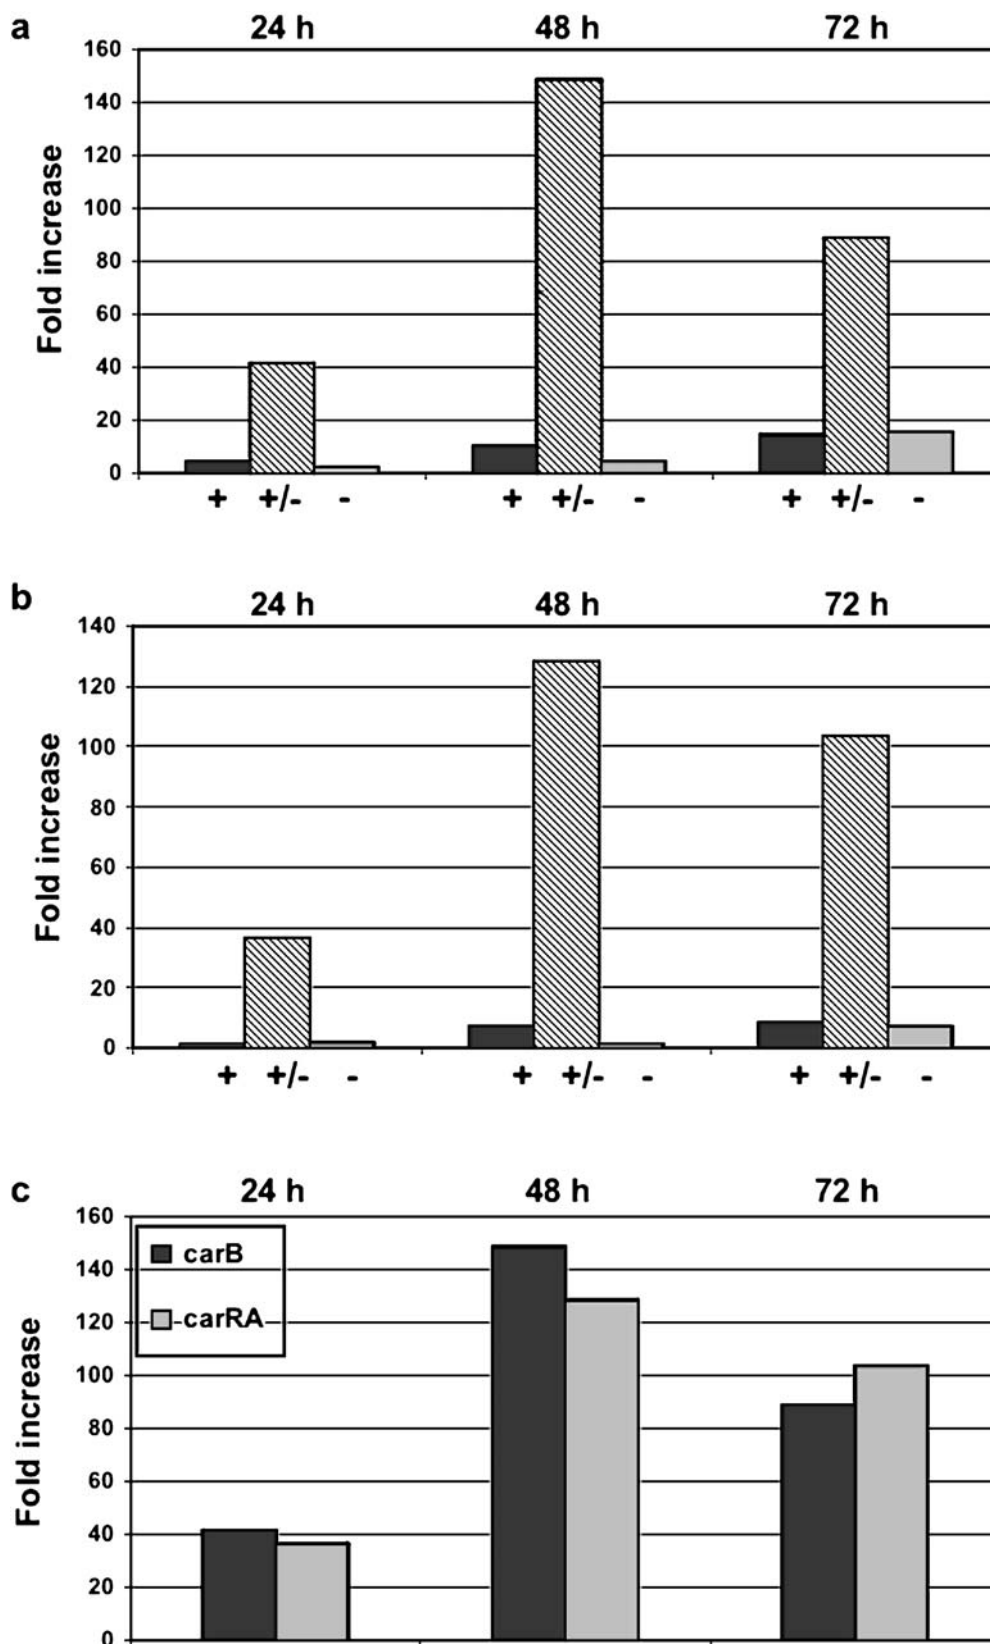 a
24 h 48 h 72 h
160
140
120
100
80
60
40
20
0
Fold increase
+ +/- - + +/- - + +/- -
b
24 h 48 h 72 h
140
120
100
80
60
40
20
0
Fold increase
+ +/- - + +/- - + +/- -
c
24 h 48 h 72 h
160
140
120
100
80
60
40
20
0
Fold increase
carB
carRA